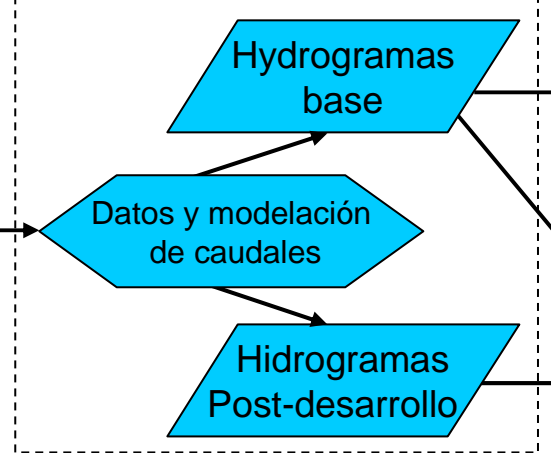 Hydrogramas
base
Datos y modelación
de caudales
Hidrogramas
Post-desarrollo